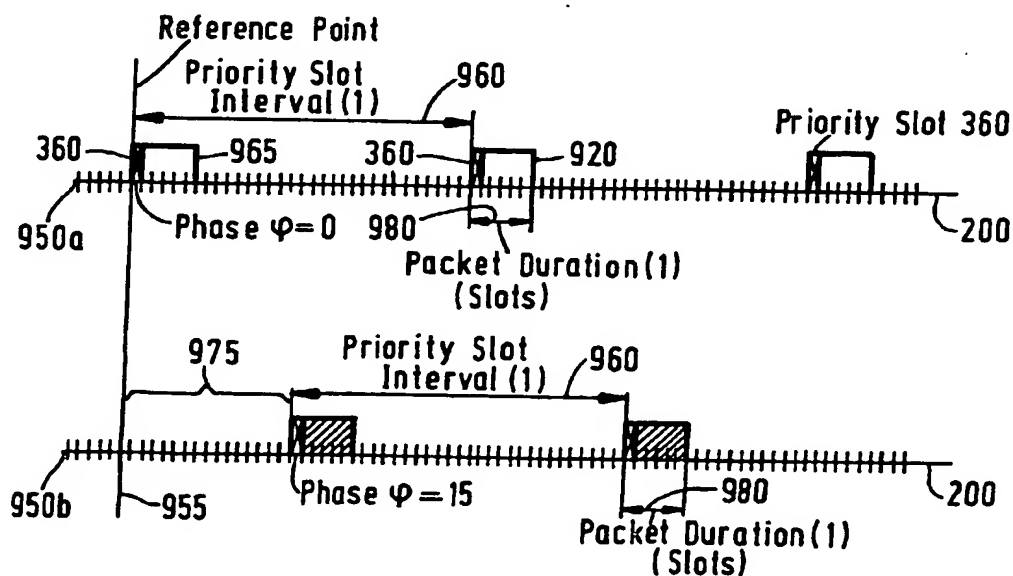 Reference Point
Priority Slot
Interval(1)
960
Priority Slot 360
360
965
360
920
950a
Phase φ=0
980
200
Packet Duration(1)
(Slots)
975
Priority Slot
Interval(1)
960
950b
955
Phase φ=15
980
200
Packet Duration(1)
(Slots)